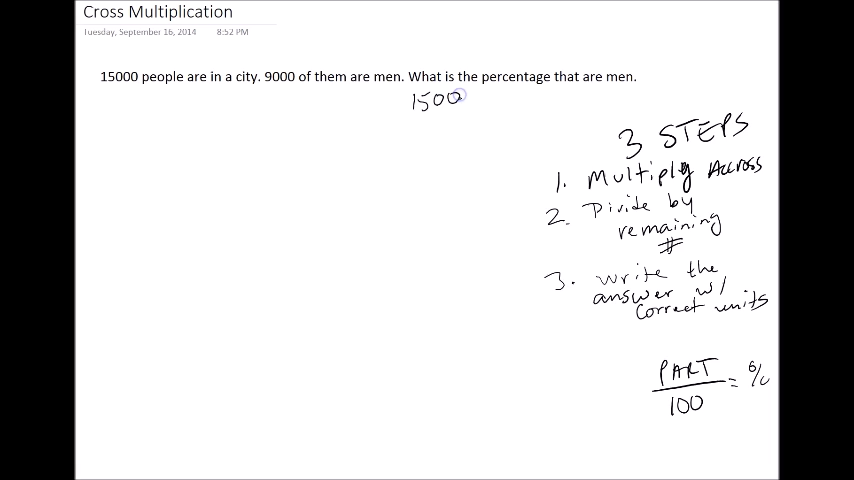 Cross Multiplication
Tuesday, September 16, 2014 8:52 PM
15000 people are in a city. 9000 of them are men. What is the percentage that are men.
1500
3 STEPS
1. Multiply Across
2. Divide by
remaining
#
3. Write the
answer w/
Correct units
PART
100
= %